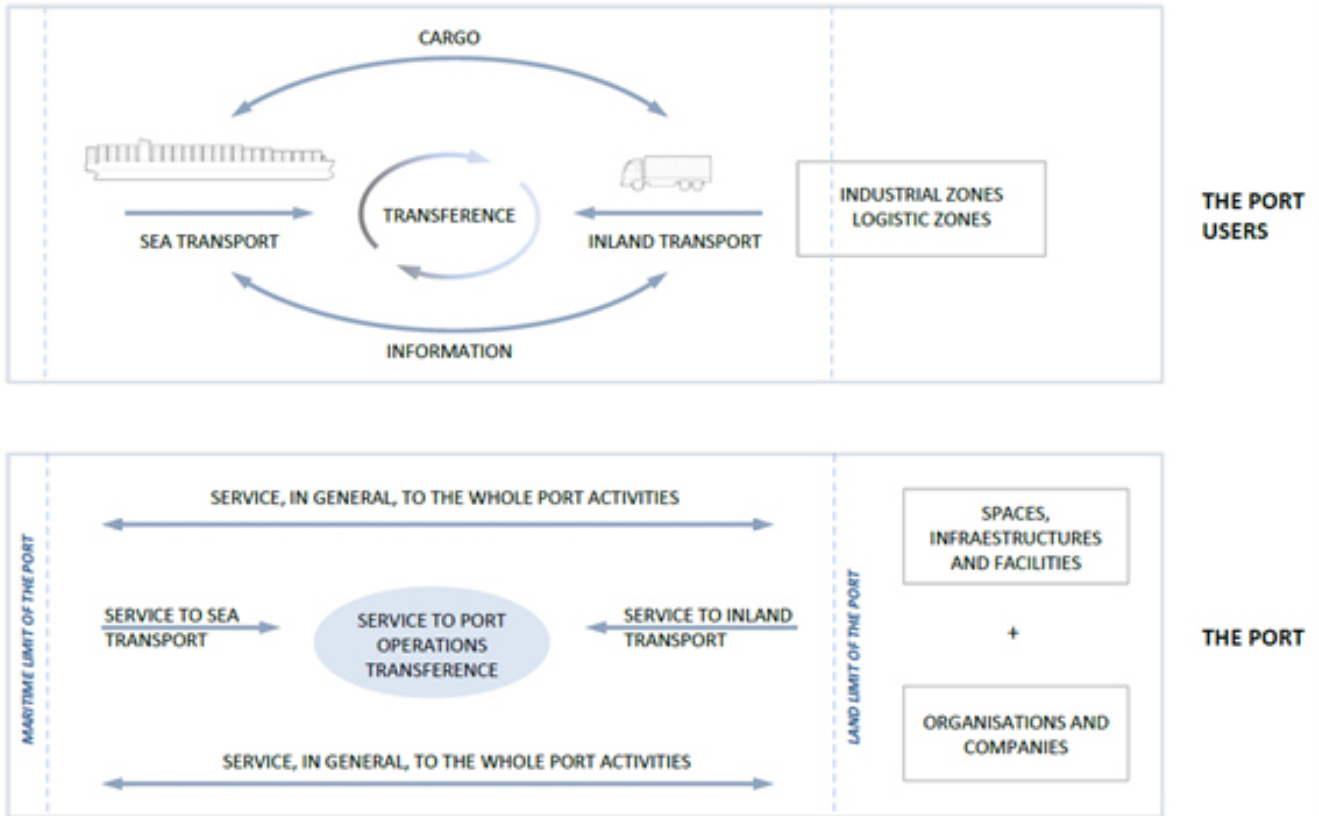 CARGO
TRANSFERENCE
SEA TRANSPORT
INLAND TRANSPORT
INDUSTRIAL ZONES
LOGISTIC ZONES
INFORMATION
THE PORT
USERS
SERVICE, IN GENERAL, TO THE WHOLE PORT ACTIVITIES
MARITIME LIMIT OF THE PORT
SERVICE TO SEA
TRANSPORT
SERVICE TO PORT
OPERATIONS
TRANSFERENCE
SERVICE TO INLAND
TRANSPORT
SERVICE, IN GENERAL, TO THE WHOLE PORT ACTIVITIES
LAND LIMIT OF THE PORT
SPACES,
INFRAESTRUCTURES
AND FACILITIES
+
ORGANISATIONS AND
COMPANIES
THE PORT